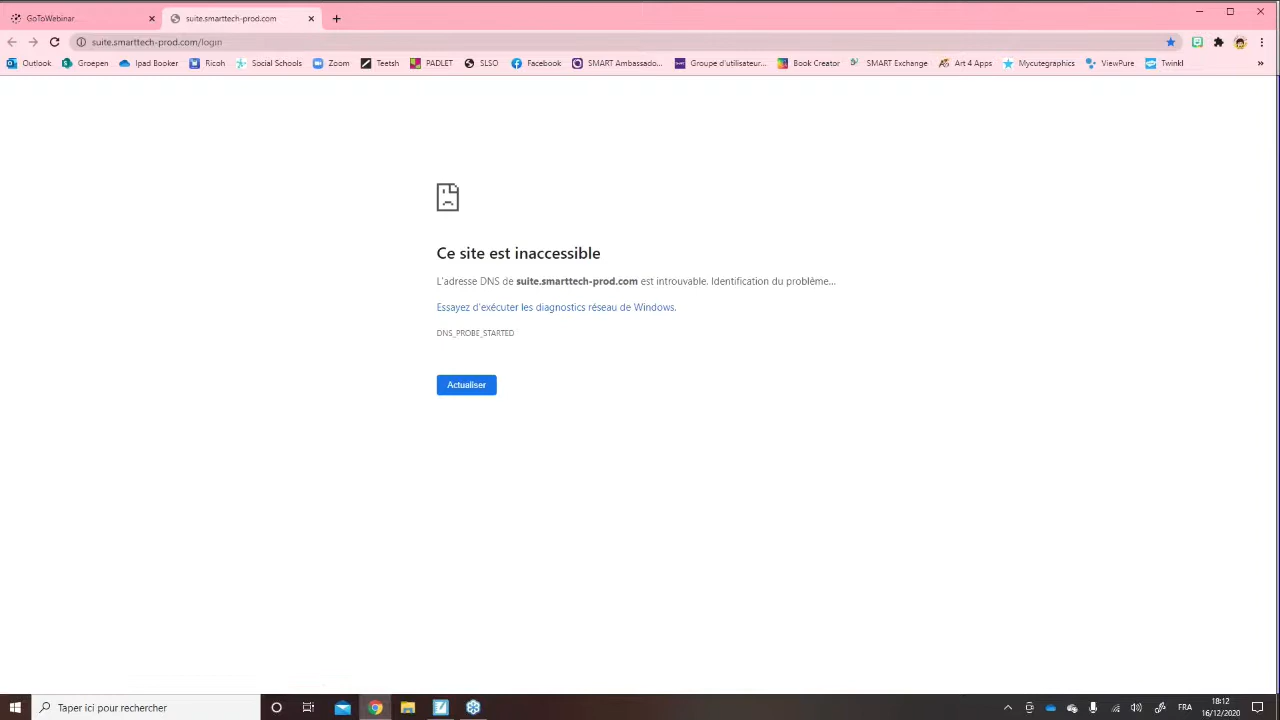 GoToWebinar
suite.smarttech-prod.com
suite.smarttech-prod.com/login
Outlook Groepen Ipad Booker Ricoh Social Schools Zoom Teetsh PADLET SLSO Facebook SMART Ambassado... Groupe d'utilisateur... Book Creator SMART Exchange Art 4 Apps Mycutegraphics ViewPure Twinkl »
Ce site est inaccessible
L'adresse DNS de suite.smarttech-prod.com est introuvable. Identification du problème...
Essayez d'exécuter les diagnostics réseau de Windows.
DNS_PROBE_STARTED
Actualiser
Taper ici pour rechercher
FRA
18:12
16/12/2020